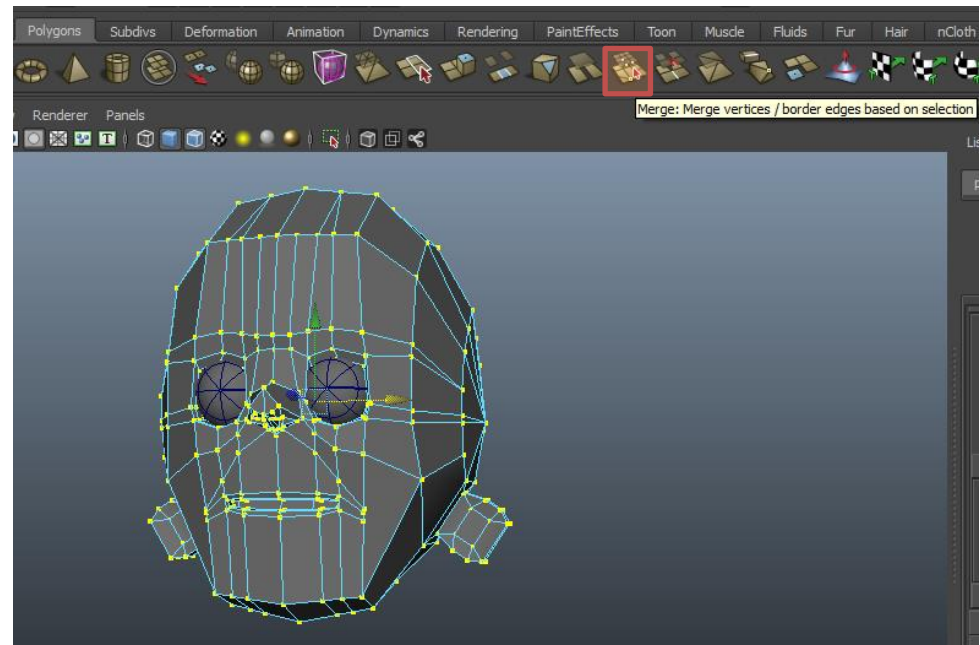 Polygons Subdivs Deformation Animation Dynamics Rendering PaintEffects Toon Muscle Fluids Fur Hair nCloth
Merge: Merge vertices / border edges based on selection
Renderer Panels
T